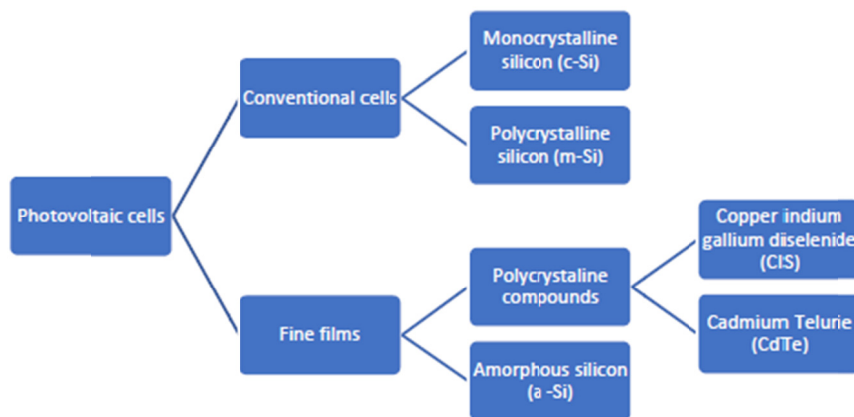 Monocrystalline
silicon (c-Si)
Conventional cells
Polycrystalline
silicon (m-Si)
Photovoltaic cells
Copper indium
gallium diiselenide
(CIS)
Polycrystaline
compounds
Fine films
Cadmium Telurie
(CdTe)
Amorphous silicon
(a -Si)